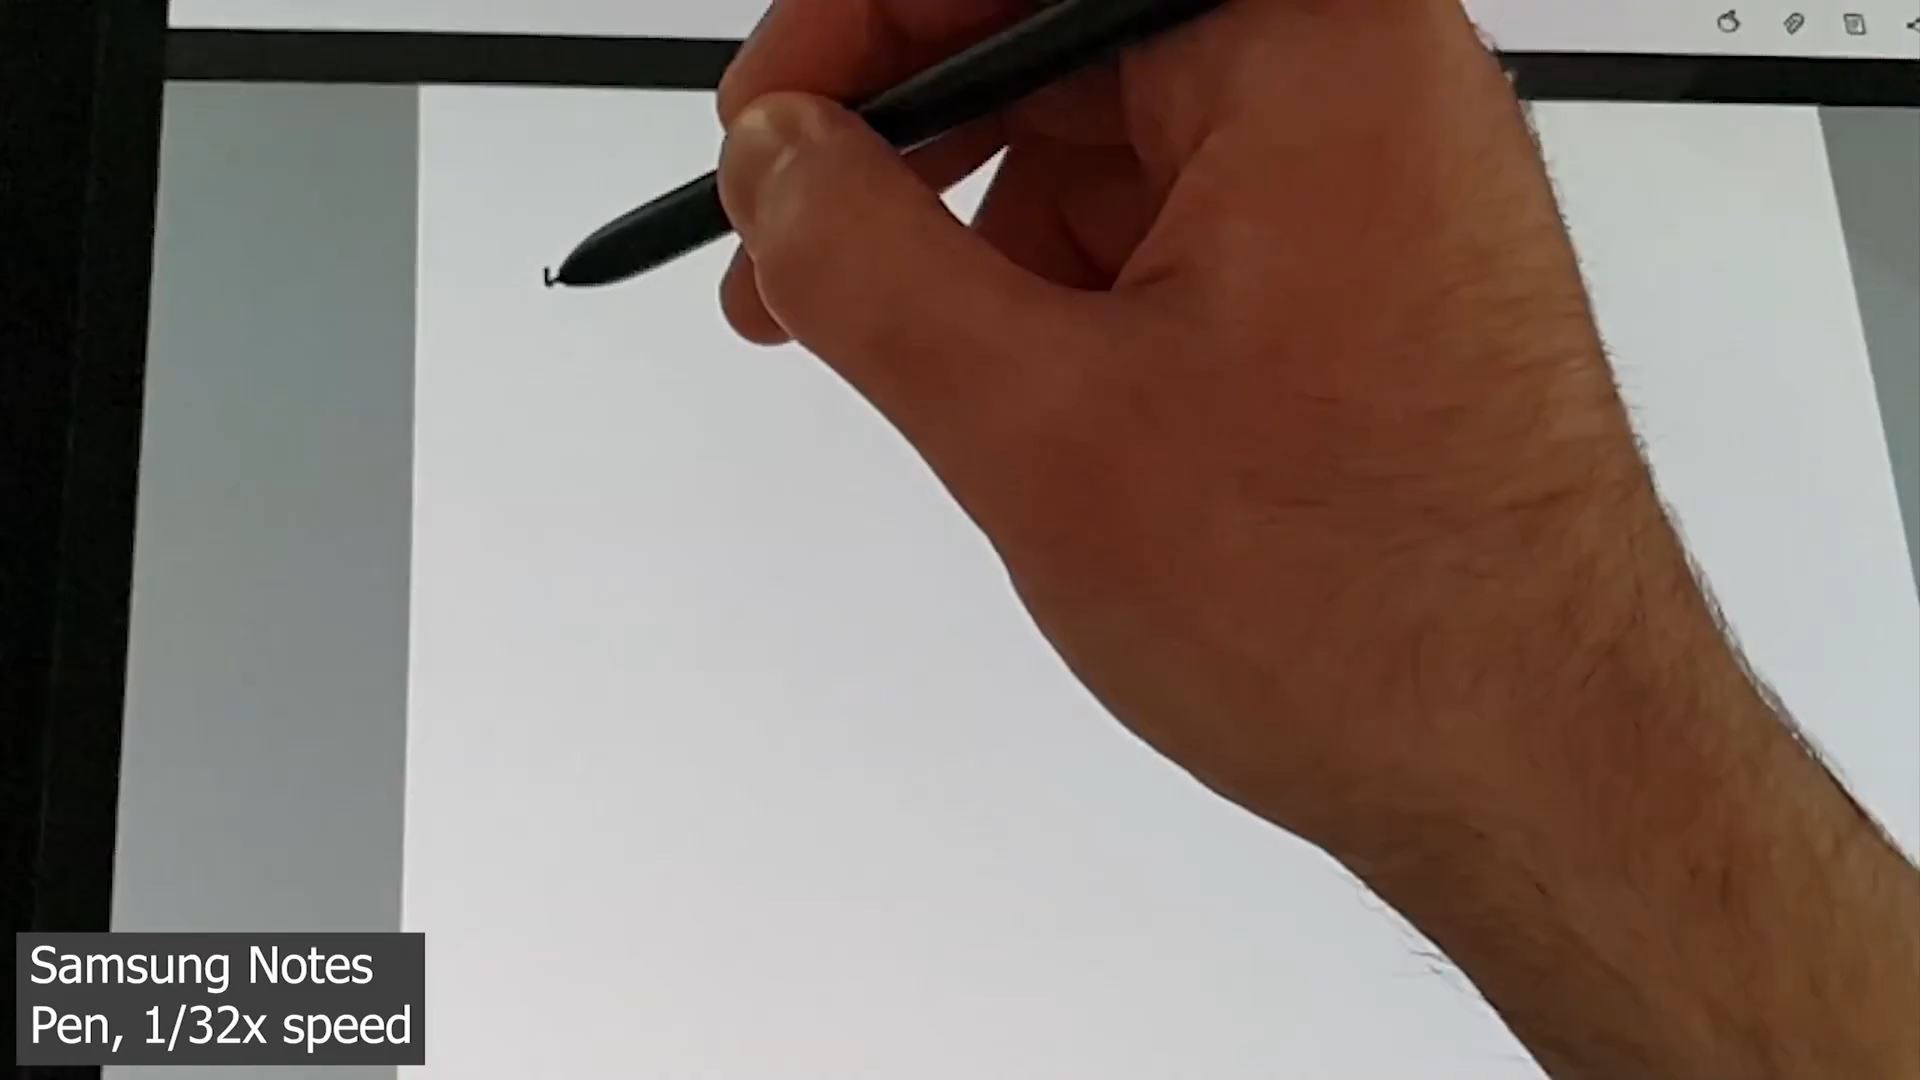 Samsung Notes
Pen, 1/32x speed